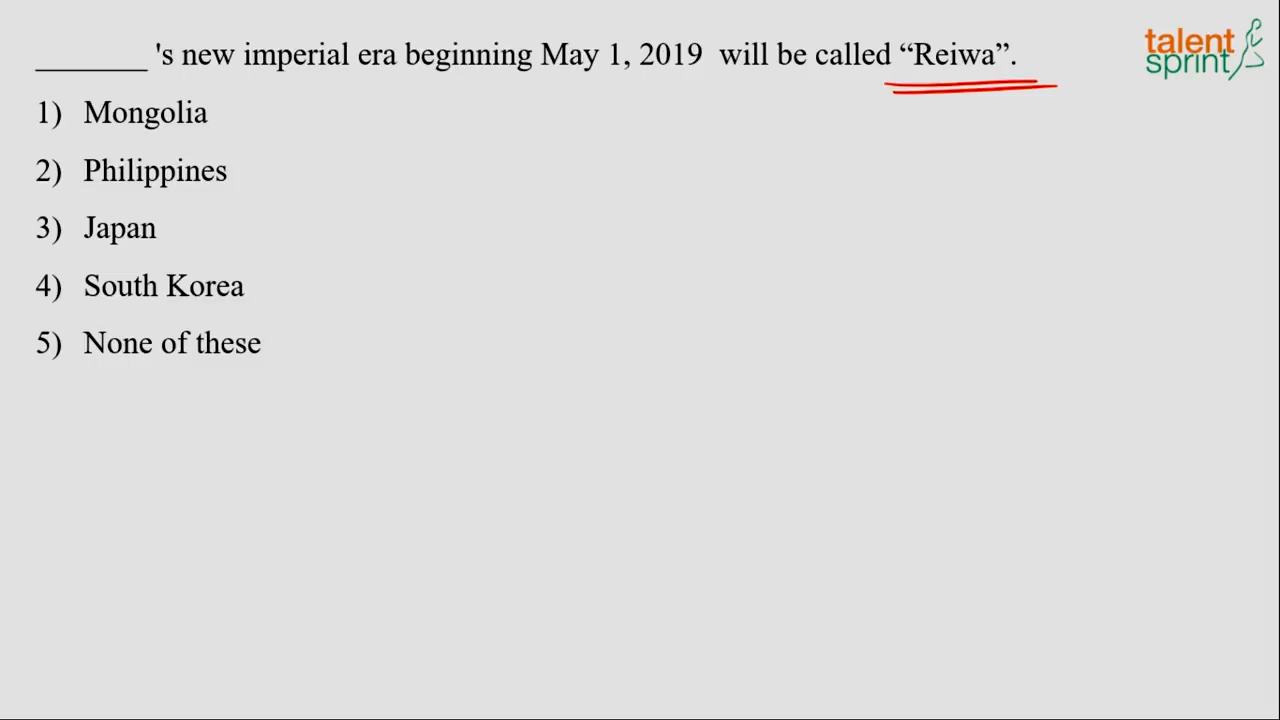 _______ 's new imperial era beginning May 1, 2019 will be called “Reiwa”.
talent
sprint
1) Mongolia
2) Philippines
3) Japan
4) South Korea
5) None of these